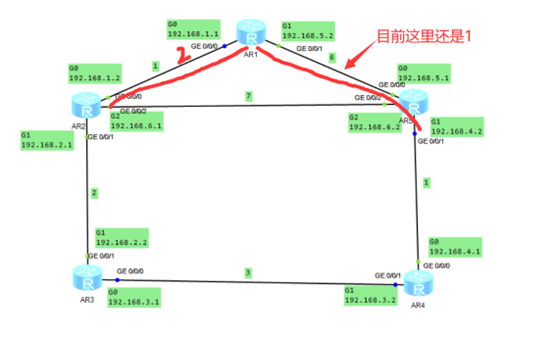 G0
192.168.1.1
G1
192.168.5.2
目前这里还是1
GE 0/0/0
GE 0/0/1
AR1
2
1
6
G0
192.168.1.2
G0
192.168.5.1
GE 0/0/0
GE 0/0/0
7
GE 0/0/2
GE 0/0/2
AR2
G2
192.168.6.1
G2
192.168.6.2
AR5
G1
192.168.4.2
G1
192.168.2.1
GE 0/0/1
GE 0/0/1
2
1
G1
192.168.2.2
G0
192.168.4.1
GE 0/0/1
GE 0/0/0
GE 0/0/0
3
GE 0/0/1
AR3
G0
192.168.3.1
G1
192.168.3.2
AR4